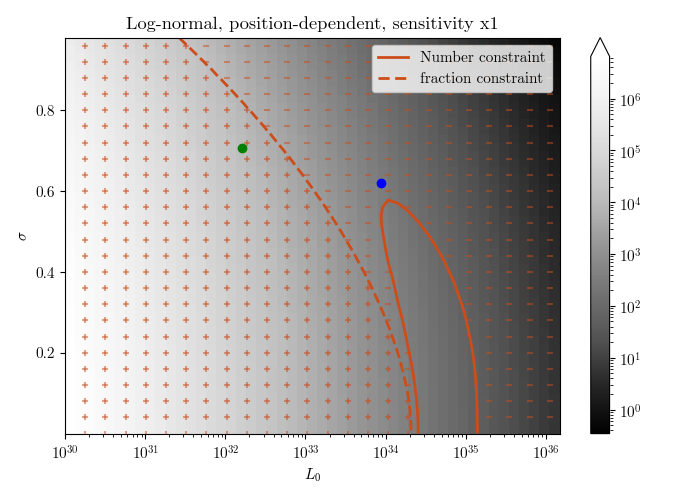 Log-normal, position-dependent, sensitivity x1
Number constraint
fraction constraint
σ
0.8
0.6
0.4
0.2
10^30 10^31 10^32 10^33 10^34 10^35 10^36
L_0
10^6
10^5
10^4
10^3
10^2
10^1
10^0